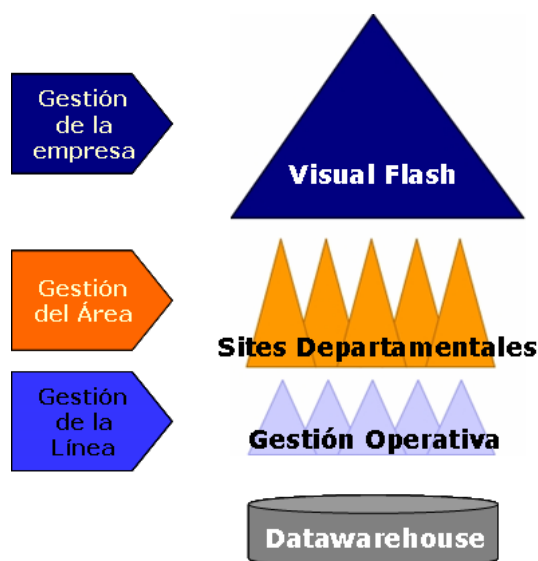 Gestión
de la
empresa
Visual Flash
Gestión
del Área
Sites Departamentales
Gestión
de la
Línea
Gestión Operativa
Datawarehouse